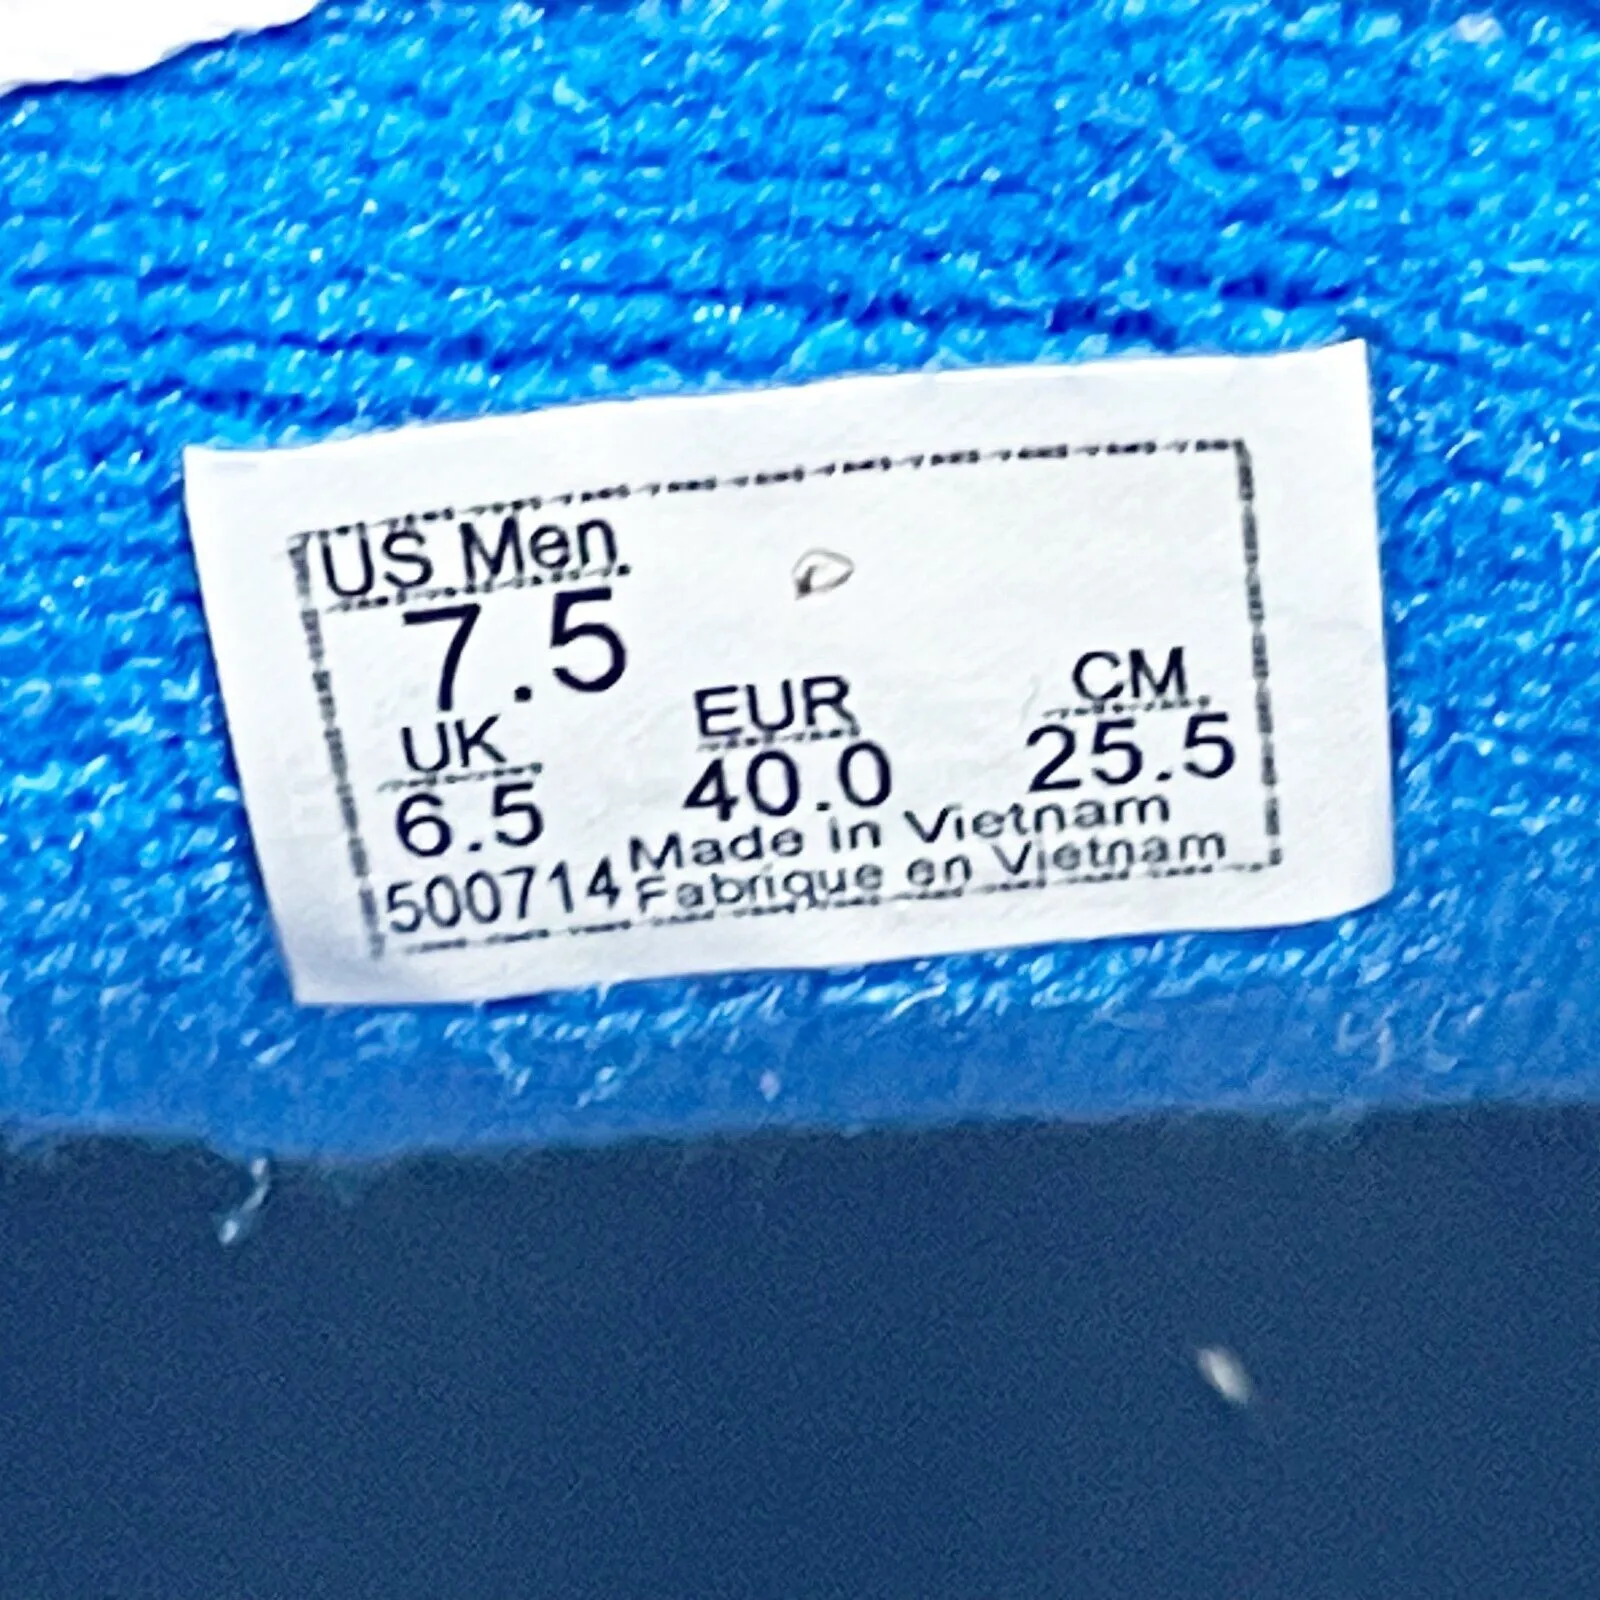 US Men
7.5
UK EUR CM
6.5 40.0 25.5
Made in Vietnam
500714 Fabrique en Vietnam